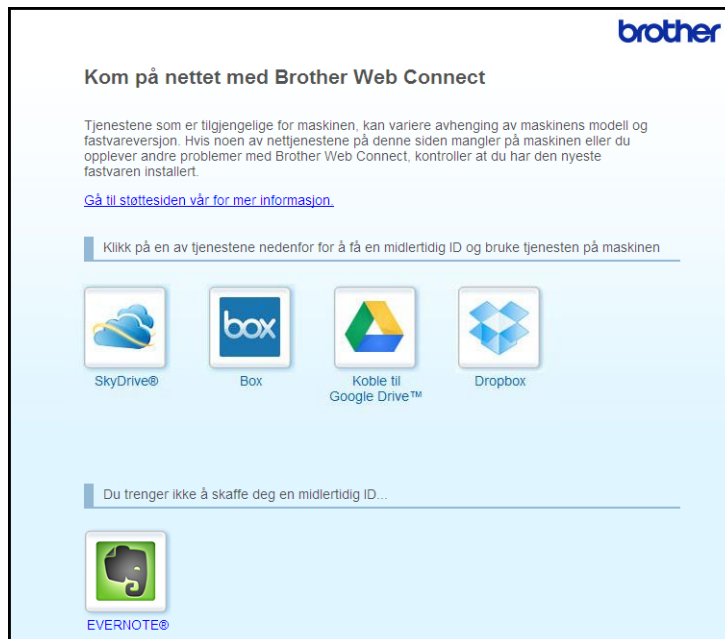 brother
Kom på nettet med Brother Web Connect
Tjenestene som er tilgjengelige for maskinen, kan variere avhenging av maskinens modell og
fastvareversjon. Hvis noen av nettjenestene på denne siden mangler på maskinen eller du
opplever andre problemer med Brother Web Connect, kontroller at du har den nyeste
fastvaren installert.
Gå til støttesiden vår for mer informasjon.
Klikk på en av tjenestene nedenfor for å få en midlertidig ID og bruke tjenesten på maskinen
box
SkyDrive®
Box
Koble til
Google Drive™
Dropbox
Du trenger ikke å skaffe deg en midlertidig ID...
EVERNOTE®